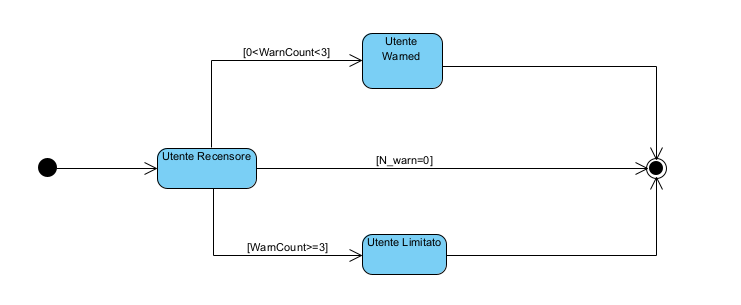 Utente
Warned
[0<WarnCount<3]
Utente Recensore
[N_warn=0]
[WarnCount>=3]
Utente Limitato